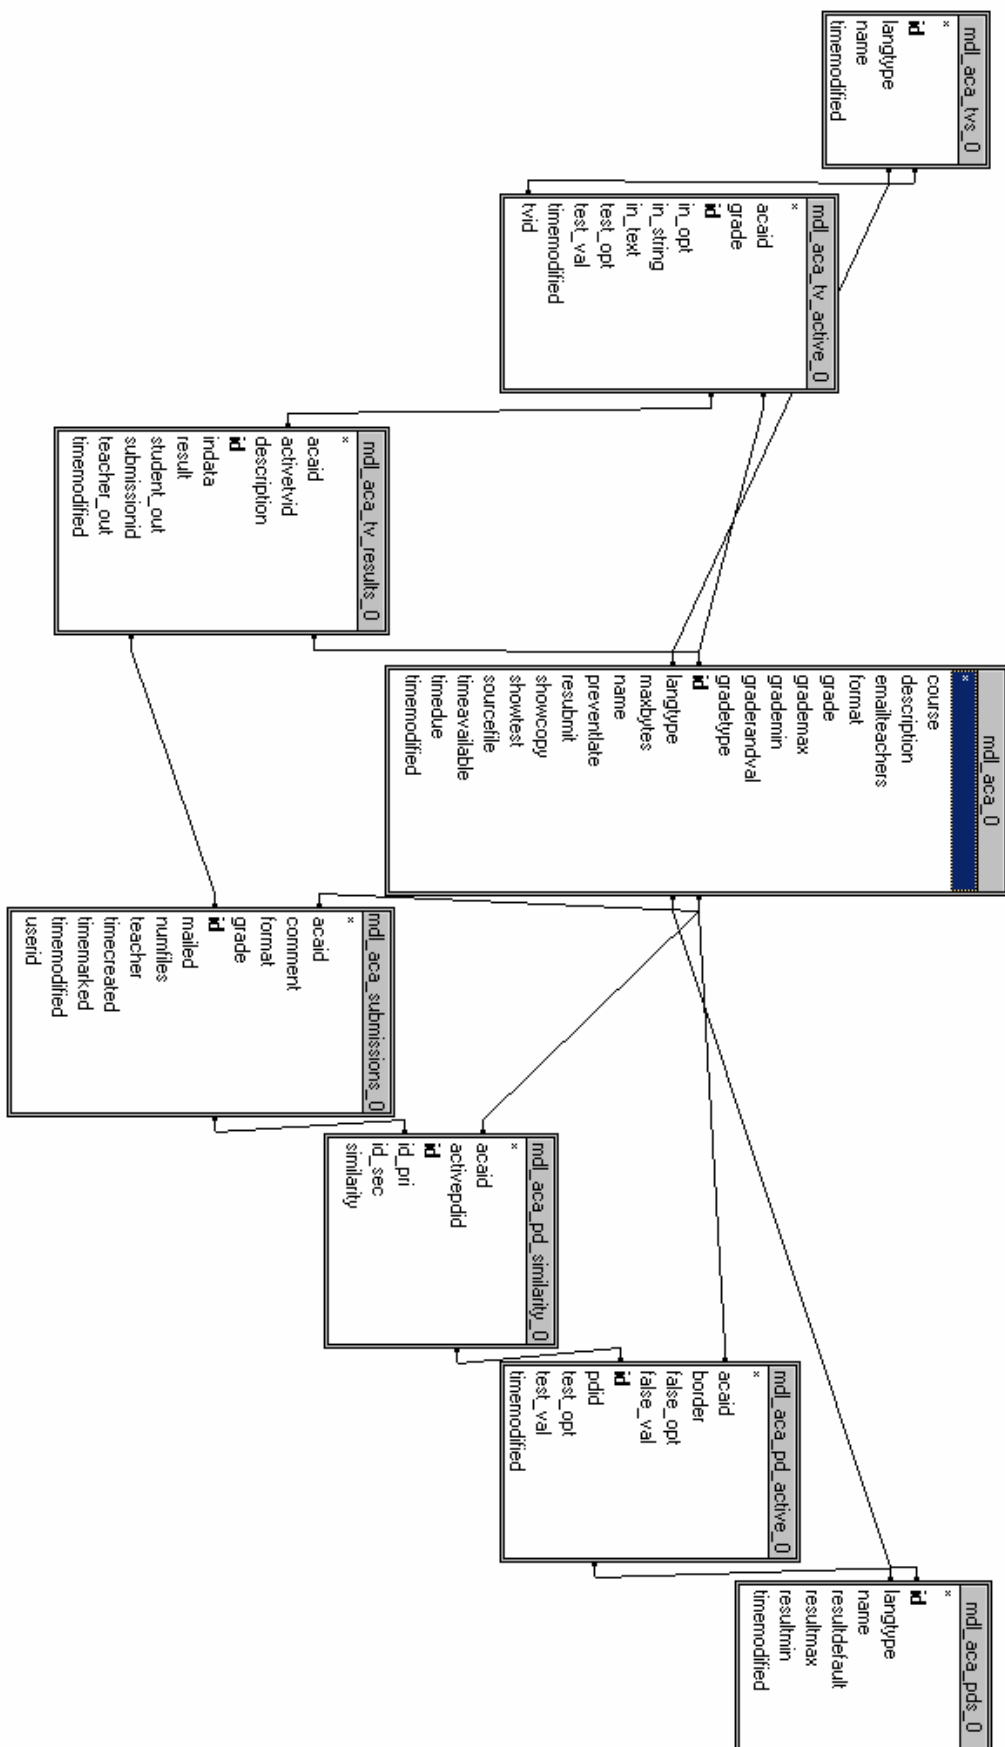 mdl_aca_tvs_0
*
id
langtype
name
timemodified
mdl_aca_tv_active_0
*
acaid
grade
id
in_opt
in_string
in_text
test_opt
test_val
timemodified
tvid
mdl_aca_tv_results_0
*
acaid
activetvid
description
id
indata
result
student_out
submissionid
teacher_out
timemodified
mdl_aca_0
*
course
description
emailteachers
format
grade
grademax
grademin
graderandval
gradetype
id
langtype
maxbytes
name
preventlate
resubmit
showcopy
showtest
sourcefile
timeavailable
timedue
timemodified
mdl_aca_submissions_0
*
acaid
comment
format
grade
id
mailed
numfiles
teacher
timecreated
timemarked
timemodified
userid
mdl_aca_pd_similarity_0
*
acaid
activepdid
id
id_pri
id_sec
similarity
mdl_aca_pd_active_0
*
acaid
border
false_opt
false_val
id
pdid
test_opt
test_val
timemodified
mdl_aca_pds_0
*
id
langtype
name
resultdefault
resultmax
resultmin
timemodified